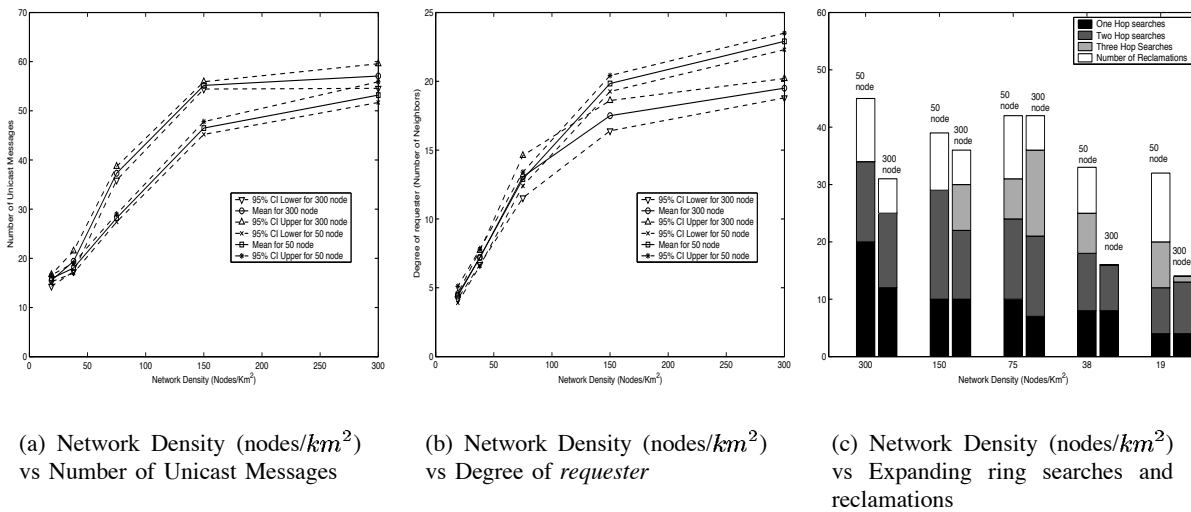 70
60
50
40
30
20
10
0
Number of Unicast Messages
95% CI Lower for 300 node
Mean for 300 node
95% CI Upper for 300 node
95% CI Lower for 50 node
Mean for 50 node
95% CI Upper for 50 node
0 50 100 150 200 250 300
Network Density (Nodes/Km²)
25
20
15
10
5
0
Degree of requester (Number of Neighbors)
95% CI Lower for 300 node
Mean for 300 node
95% CI Upper for 300 node
95% CI Lower for 50 node
Mean for 50 node
95% CI Upper for 50 node
0 50 100 150 200 250 300
Network Density (Nodes/Km²)
60
50
40
30
20
10
0
One Hop searches
Two Hop searches
Three Hop Searches
Number of Reclamations
50
node
300
node
50
node
300
node
50
node
300
node
50
node
300
node
50
node
300
node
300 150 75 38 19
Network Density (Nodes/Km²)
(a) Network Density (nodes/km²)
vs Number of Unicast Messages
(b) Network Density (nodes/km²)
vs Degree of requester
(c) Network Density (nodes/km²)
vs Expanding ring searches and
reclamations